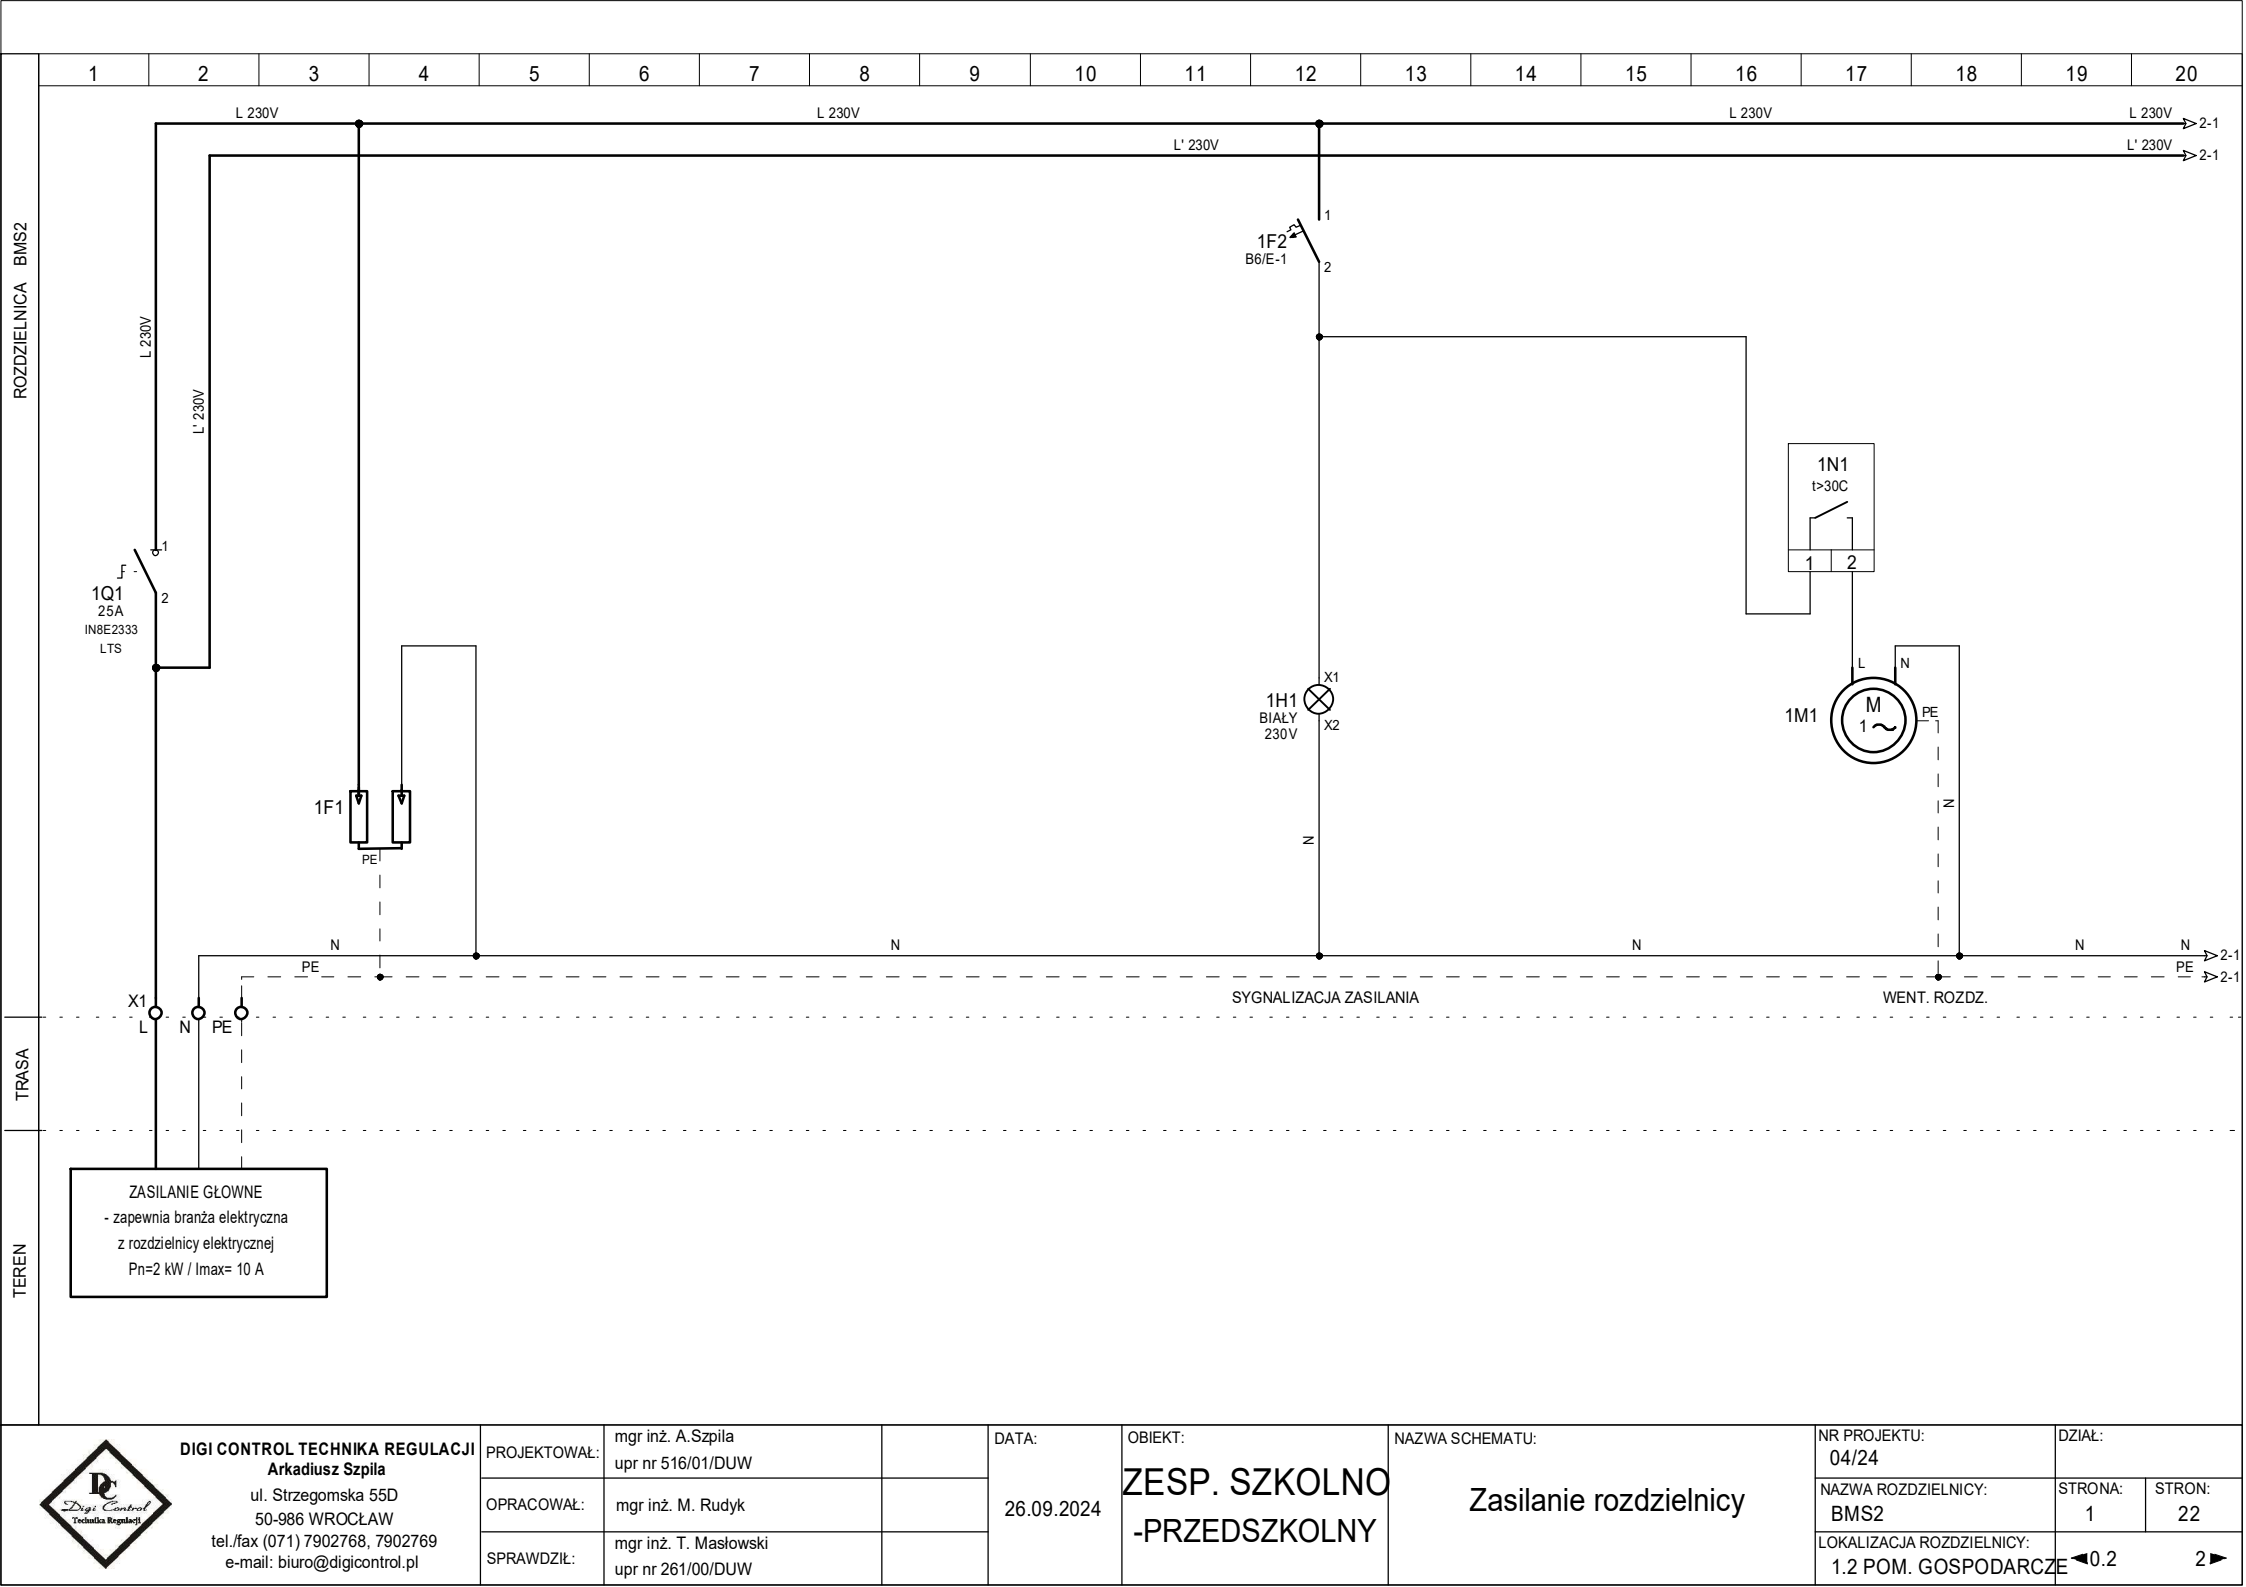 1 2 3 4 5 6 7 8 9 10 11 12 13 14 15 16 17 18 19 20
L 230V L 230V L 230V L 230V 2-1
L' 230V L' 230V 2-1
ROZDZIELNICA BMS2
L 230V
L' 230V
1
1F2
B6/E-1
2
1N1
t>30C
1 2
1
1Q1
25A
IN8E2333
LTS
2
X1
1H1
BIAŁY
230V
X2
N
L N
1M1
M
1
PE
N
1F1
PE
N N N N N 2-1
PE PE 2-1
SYGNALIZACJA ZASILANIA WENT. ROZDZ.
X1
L N PE
TRASA
TEREN
ZASILANIE GŁOWNE
- zapewnia branża elektryczna
z rozdzielnicy elektrycznej
Pn=2 kW / Imax= 10 A
DC
Digi Control
Technika Regulacji
DIGI CONTROL TECHNIKA REGULACJI
Arkadiusz Szpila
ul. Strzegomska 55D
50-986 WROCŁAW
tel./fax (071) 7902768, 7902769
e-mail: biuro@digicontrol.pl
PROJEKTOWAŁ:
mgr inż. A.Szpila
upr nr 516/01/DUW
OPRACOWAŁ:
mgr inż. M. Rudyk
SPRAWDZIŁ:
mgr inż. T. Masłowski
upr nr 261/00/DUW
DATA:
26.09.2024
OBIEKT:
ZESP. SZKOLNO
-PRZEDSZKOLNY
NAZWA SCHEMATU:
Zasilanie rozdzielnicy
NR PROJEKTU:
04/24
DZIAŁ:
NAZWA ROZDZIELNICY:
BMS2
STRONA:
1
STRON:
22
LOKALIZACJA ROZDZIELNICY:
1.2 POM. GOSPODARCZE
0.2 2